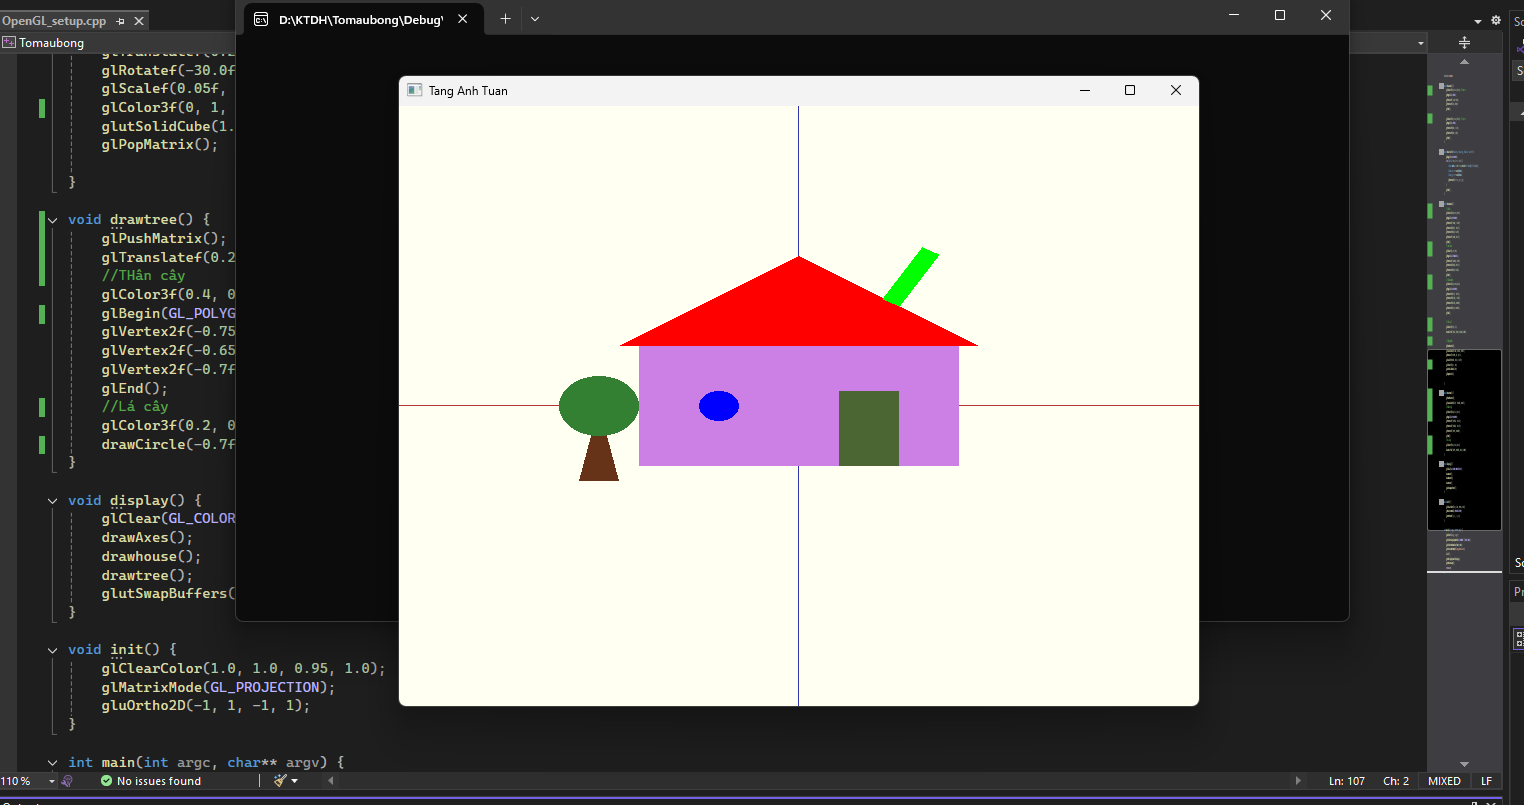 OpenGL_setup.cpp
D:\KTDH\Tomaubong\Debug\
Tomaubong
Tang Anh Tuan
glRotatef(-30.0f
glScalef(0.05f,
glColor3f(0, 1,
glutSolidCube(1.
glPopMatrix();
}
void drawtree() {
glPushMatrix();
glTranslatef(0.2
//THân cây
glColor3f(0.4, 0
glBegin(GL_POLYG
glVertex2f(-0.75
glVertex2f(-0.65
glVertex2f(-0.7f
glEnd();
//Lá cây
glColor3f(0.2, 0
drawCircle(-0.7f
}
void display() {
glClear(GL_COLOR
drawAxes();
drawhouse();
drawtree();
glutSwapBuffers(
}
void init() {
glClearColor(1.0, 1.0, 0.95, 1.0);
glMatrixMode(GL_PROJECTION);
gluOrtho2D(-1, 1, -1, 1);
}
int main(int argc, char** argv) {
110 % No issues found Ln: 107 Ch: 2 MIXED LF